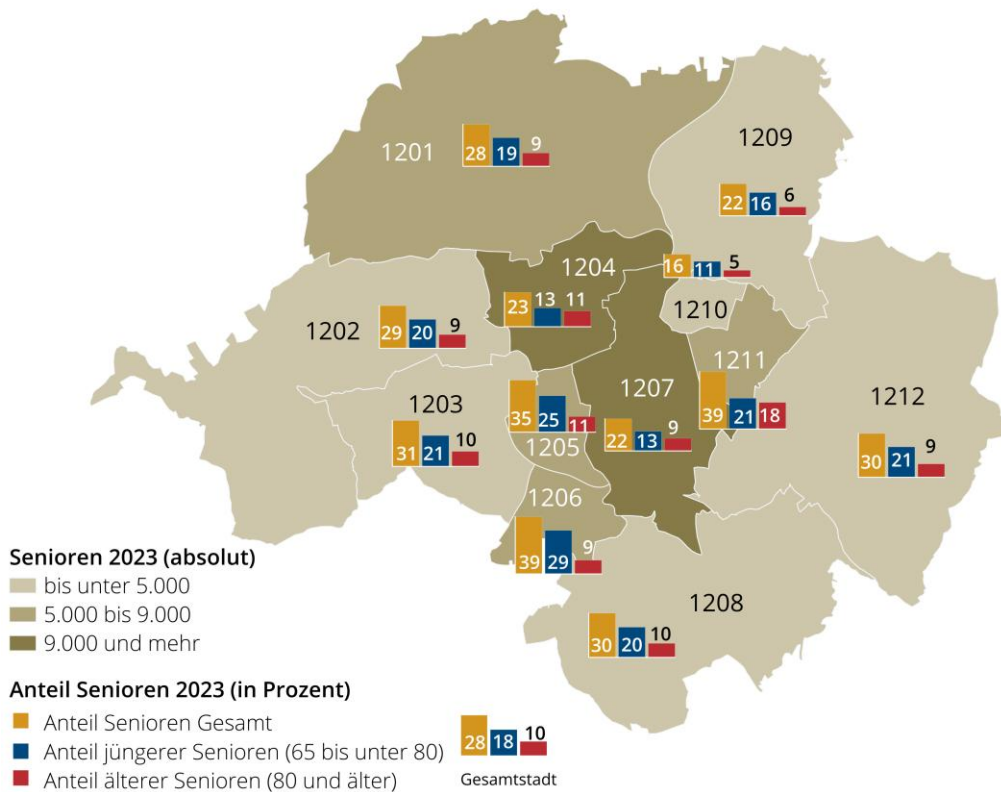 1209
1201
28 19 9
22 16 6
1204
16 11 5
23 13 11
1210
1202
29 20 9
1211
1207
1212
1203
35 25 11
39 21 18
31 21 10
22 13 9
1205
30 21 9
1206
39 29 9
Senioren 2023 (absolut)
bis unter 5.000
5.000 bis 9.000
9.000 und mehr
1208
30 20 10
Anteil Senioren 2023 (in Prozent)
Anteil Senioren Gesamt
Anteil jüngerer Senioren (65 bis unter 80)
Anteil älterer Senioren (80 und älter)
28 18 10
Gesamtstadt